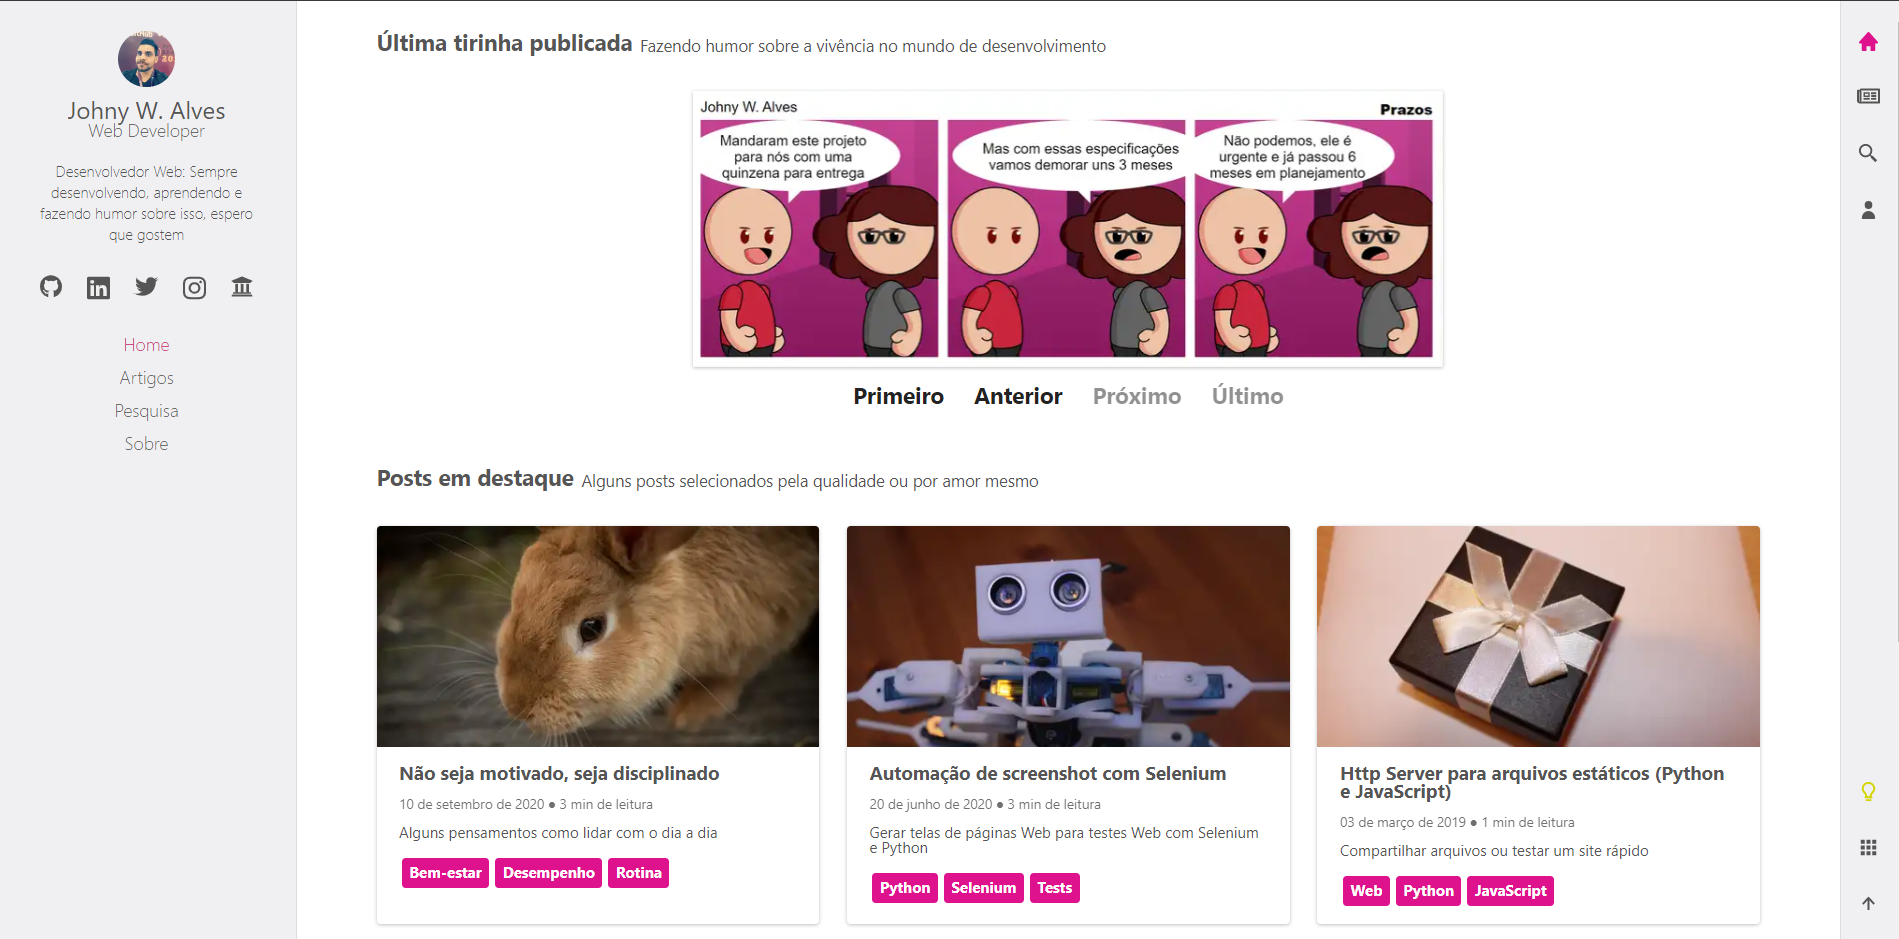 Johny W. Alves
Web Developer
Desenvolvedor Web: Sempre
desenvolvendo, aprendendo e
fazendo humor sobre isso, espero
que gostem
Home
Artigos
Pesquisa
Sobre
Última tirinha publicada Fazendo humor sobre a vivência no mundo de desenvolvimento
Johny W. Alves
Prazos
Mandaram este projeto
para nós com uma
quinzena para entrega
Mas com essas especificações
vamos demorar uns 3 meses
Não podemos, ele é
urgente e já passou 6
meses em planejamento
Primeiro Anterior Próximo Último
Posts em destaque Alguns posts selecionados pela qualidade ou por amor mesmo
Não seja motivado, seja disciplinado
10 de setembro de 2020 ● 3 min de leitura
Alguns pensamentos como lidar com o dia a dia
Bem-estar Desempenho Rotina
Automação de screenshot com Selenium
20 de junho de 2020 ● 3 min de leitura
Gerar telas de páginas Web para testes Web com Selenium
e Python
Python Selenium Tests
Http Server para arquivos estáticos (Python
e JavaScript)
03 de março de 2019 ● 1 min de leitura
Compartilhar arquivos ou testar um site rápido
Web Python JavaScript